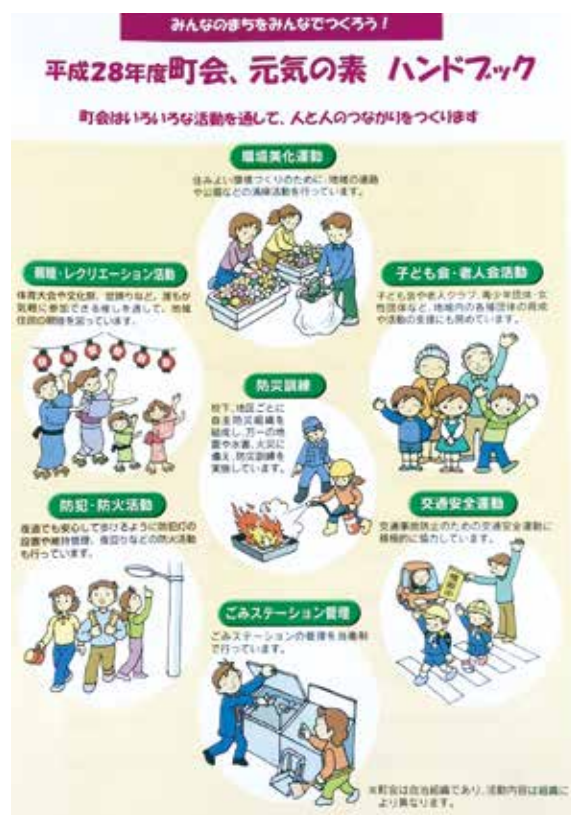 みんなのまちをみんなでつくろう！
平成28年度町会、元気の素 ハンドブック
町会はいろいろな活動を通して、人と人のつながりをつくります
環境美化運動
住みよい環境づくりのために、地域の道路
や公園などの清掃活動を行っています。
親睦・レクリエーション活動
体育大会や文化祭、盆踊りなど、誰もが
気軽に参加できる催しを通して、地域
住民の親睦を図っています。
子ども会・老人会活動
子ども会や老人クラブ、青少年団体・女
性団体など、地域内の各種団体の育成
や活動の支援にも努めています。
防災訓練
校下、地区ごとに
自主防災組織を
結成し、万一の地
震や水害、火災に
備え、防災訓練を
実施しています。
防犯・防火活動
夜道でも安心して歩けるように防犯灯の
設置や維持管理、夜回りなどの防火活動
も行っています。
交通安全運動
交通事故防止のための交通安全運動に
積極的に協力しています。
横断中
ごみステーション管理
ごみステーションの管理を当番制
で行っています。
※町会は自治組織であり、活動内容は組織に
より異なります。